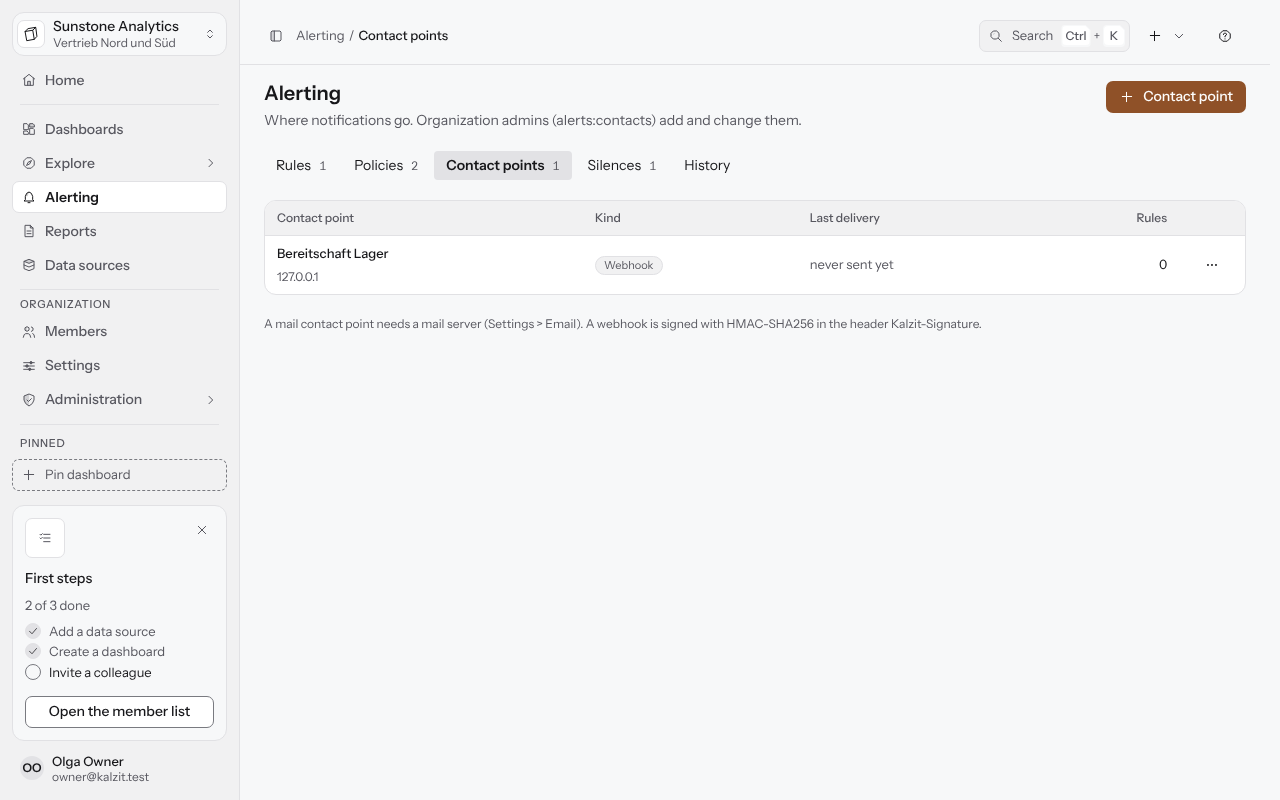 Sunstone Analytics
Vertrieb Nord und Süd
Home
Dashboards
Explore
Alerting
Reports
Data sources
ORGANIZATION
Members
Settings
Administration
PINNED
Pin dashboard
First steps
2 of 3 done
Add a data source
Create a dashboard
Invite a colleague
Open the member list
OO
Olga Owner
owner@kalzit.test
Alerting / Contact points
Search Ctrl + K
Alerting
Where notifications go. Organization admins (alerts:contacts) add and change them.
Contact point
Rules 1 Policies 2 Contact points 1 Silences 1 History
Contact point Kind Last delivery Rules
Bereitschaft Lager
127.0.0.1
Webhook never sent yet 0
A mail contact point needs a mail server (Settings > Email). A webhook is signed with HMAC-SHA256 in the header Kalzit-Signature.